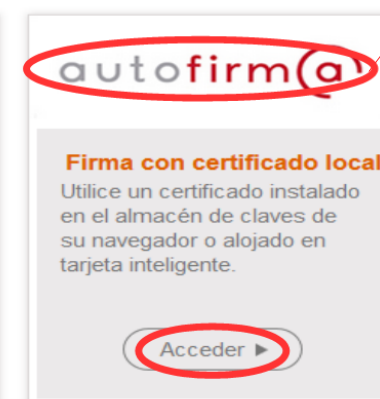 autofirm@
Firma con certificado local
Utilice un certificado instalado
en el almacén de claves de
su navegador o alojado en
tarjeta inteligente.
Acceder ►